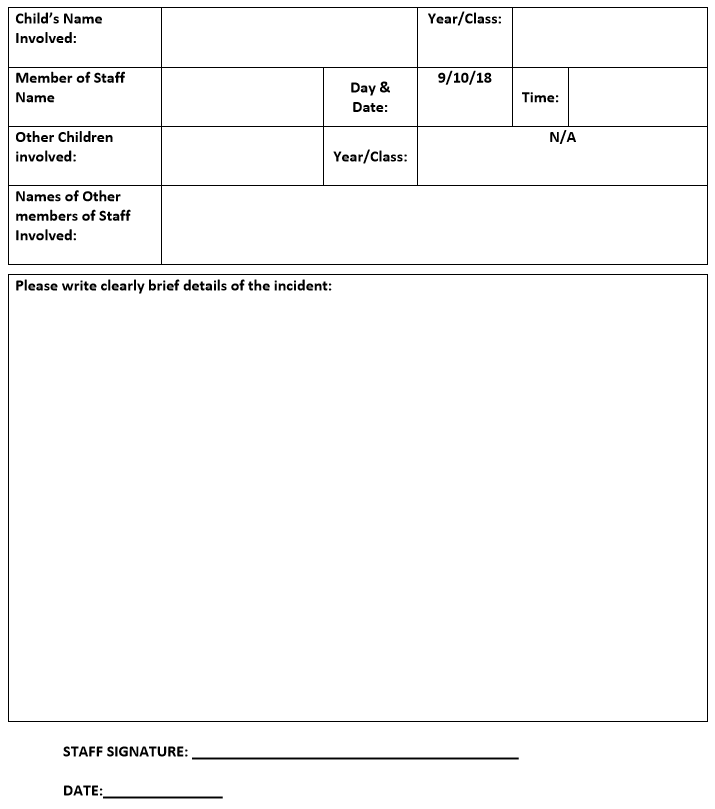 Child’s Name Year/Class:
Involved:
Member of Staff 9/10/18
Name
Day &
Date:
Time:
Other Children N/A
involved:
Year/Class:
Names of Other
members of Staff
Involved:
Please write clearly brief details of the incident:
STAFF SIGNATURE:
DATE: